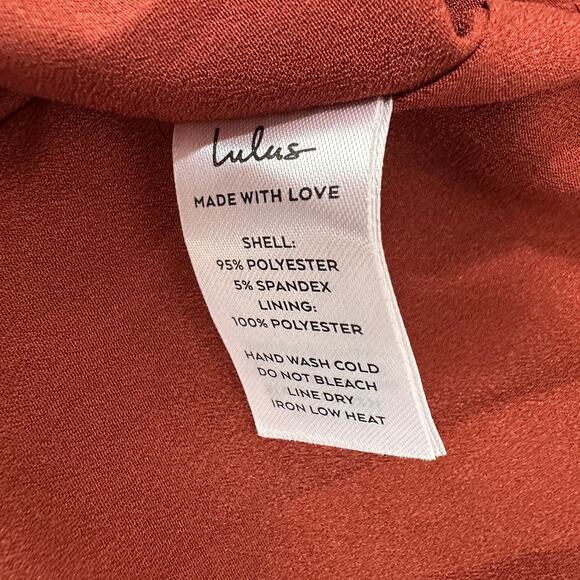 Lulus
MADE WITH LOVE
SHELL:
95% POLYESTER
5% SPANDEX
LINING:
100% POLYESTER
HAND WASH COLD
DO NOT BLEACH
LINE DRY
IRON LOW HEAT